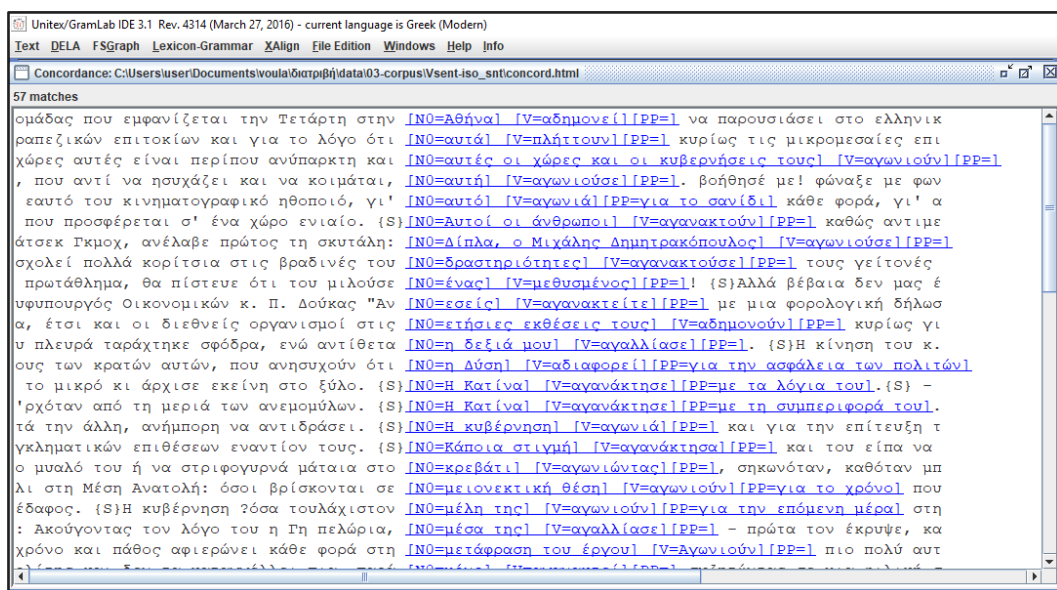 Unitex/GramLab IDE 3.1 Rev. 4314 (March 27, 2016) - current language is Greek (Modern)
Text DELA FSGraph Lexicon-Grammar XAlign File Edition Windows Help Info
Concordance: C:\Users\user\Documents\voula\διατριβή\data\03-corpus\Vsent-iso_snt\concord.html
57 matches
ομάδας που εμφανίζεται την Τετάρτη στην [N0=Αθήνα] [V=αδημονεί][PP=] να παρουσιάσει στο ελληνικ
ραπεζικών επιτοκίων και για το λόγο ότι [N0=αυτά] [V=πλήττουν][PP=] κυρίως τις μικρομεσαίες επι
χώρες αυτές είναι περίπου ανύπαρκτη και [N0=αυτές οι χώρες και οι κυβερνήσεις τους] [V=αγωνιούν][PP=]
, που αντί να ησυχάζει και να κοιμάται, [N0=αυτή] [V=αγωνιούσε][PP=]. βοήθησέ με! φώναξε με φων
εαυτό του κινηματογραφικό ηθοποιό, γι' [N0=αυτό] [V=αγωνιά][PP=για το σανίδι] κάθε φορά, γι' α
που προσφέρεται σ' ένα χώρο ενιαίο. {S}[N0=Αυτοί οι άνθρωποι] [V=αγανακτούν][PP=] καθώς αντιμε
άτσεκ Γκμοχ, ανέλαβε πρώτος τη σκυτάλη: [N0=Δίπλα, ο Μιχάλης Δημητρακόπουλος] [V=αγωνιούσε][PP=]
σχολεί πολλά κορίτσια στις βραδινές του [N0=δραστηριότητες] [V=αγανακτούσε][PP=] τους γείτονές
πρωτάθλημα, θα πίστευε ότι του μιλούσε [N0=ένας] [V=μεθυσμένος][PP=]! {S}Αλλά βέβαια δεν μας έ
υφυπουργός Οικονομικών κ. Π. Δούκας "Αν [N0=εσείς] [V=αγανακτείτε][PP=] με μια φορολογική δήλωσ
α, έτσι και οι διεθνείς οργανισμοί στις [N0=ετήσιες εκθέσεις τους] [V=αδημονούν][PP=] κυρίως γι
υ πλευρά ταράχτηκε σφόδρα, ενώ αντίθετα [N0=η δεξιά μου] [V=αγαλλίασε][PP=]. {S}Η κίνηση του κ.
ους των κρατών αυτών, που ανησυχούν ότι [N0=η Δύση] [V=αδιαφορεί][PP=για την ασφάλεια των πολιτών]
το μικρό κι άρχισε εκείνη στο ξύλο. {S}[N0=Η Κατίνα] [V=αγανάκτησε][PP=με τα λόγια του].{S} -
'ρχόταν από τη μεριά των ανεμομύλων. {S}[N0=Η Κατίνα] [V=αγανάκτησε][PP=με τη συμπεριφορά του].
τά την άλλη, ανήμπορη να αντιδράσει. {S}[N0=Η κυβέρνηση] [V=αγωνιά][PP=] και για την επίτευξη τ
γκληματικών επιθέσεων εναντίον τους. {S}[N0=Κάποια στιγμή] [V=αγανάκτησα][PP=] και του είπα να
ο μυαλό του ή να στριφογυρνά μάταια στο [N0=κρεβάτι] [V=αγωνιώντας][PP=], σηκωνόταν, καθόταν μπ
λι στη Μέση Ανατολή: όσοι βρίσκονται σε [N0=μειονεκτική θέση] [V=αγωνιούν][PP=για το χρόνο] που
έδαφος. {S}Η κυβέρνηση ?όσα τουλάχιστον [N0=μέλη της] [V=αγωνιούν][PP=για την επόμενη μέρα] στη
: Ακούγοντας τον λόγο του η Γη πελώρια, [N0=μέσα της] [V=αγαλλίασε][PP=] - πρώτα τον έκρυψε, κα
χρόνο και πάθος αφιερώνει κάθε φορά στη [N0=μετάφραση του έργου] [V=Αγωνιούν][PP=] πιο πολύ αυτ